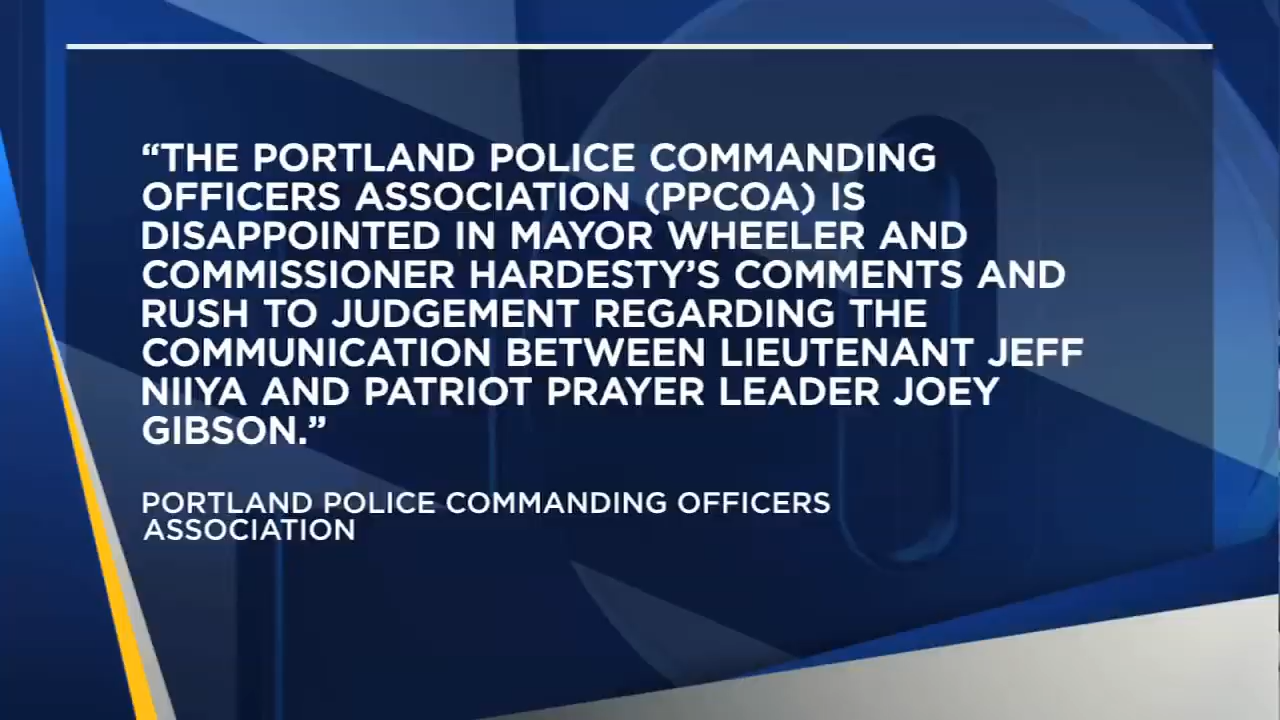 “THE PORTLAND POLICE COMMANDING
OFFICERS ASSOCIATION (PPCOA) IS
DISAPPOINTED IN MAYOR WHEELER AND
COMMISSIONER HARDESTY’S COMMENTS AND
RUSH TO JUDGEMENT REGARDING THE
COMMUNICATION BETWEEN LIEUTENANT JEFF
NIIYA AND PATRIOT PRAYER LEADER JOEY
GIBSON.”
PORTLAND POLICE COMMANDING OFFICERS
ASSOCIATION